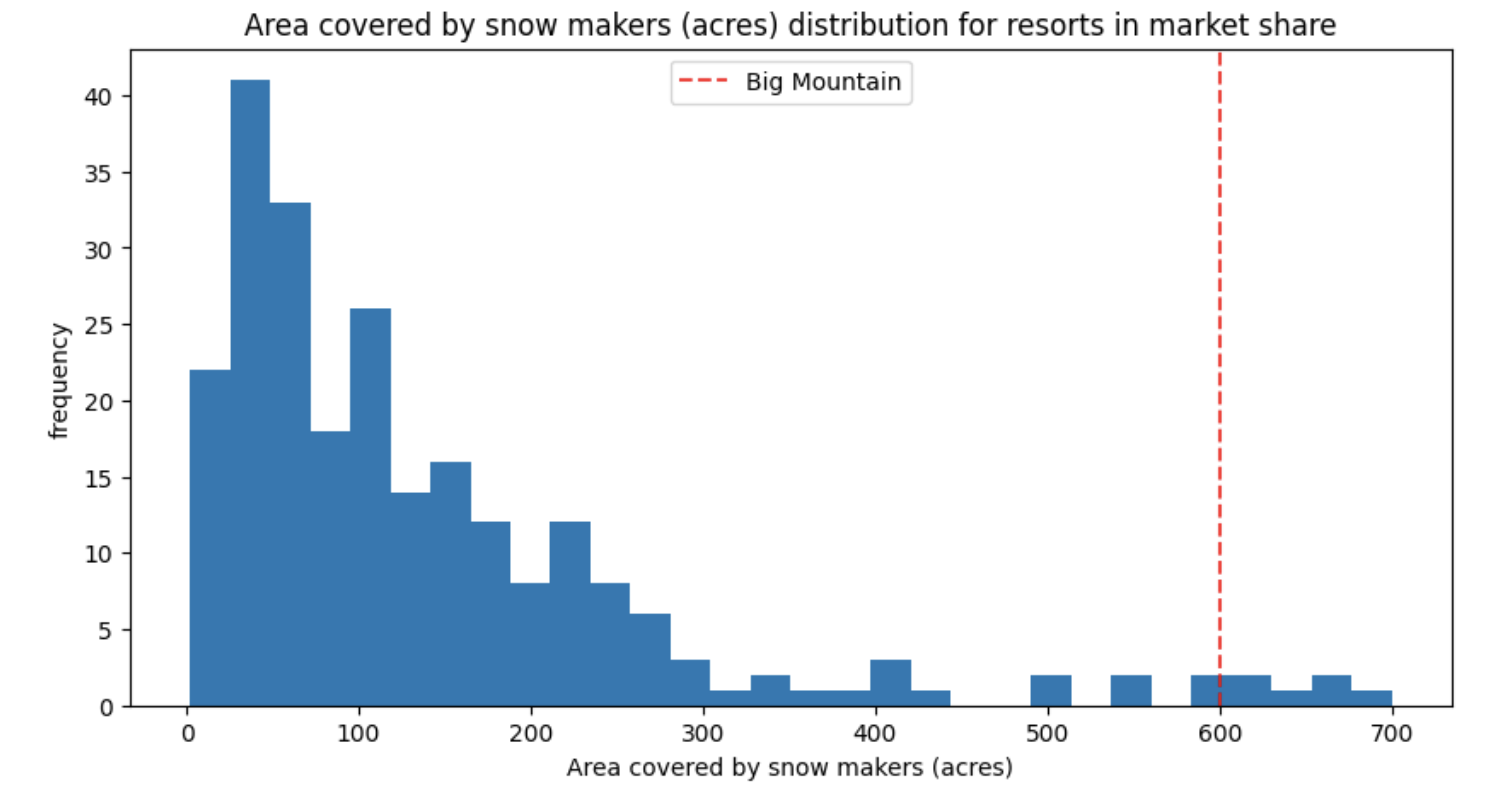 Area covered by snow makers (acres) distribution for resorts in market share
Big Mountain
40
35
30
25
20
15
10
5
0
frequency
0 100 200 300 400 500 600 700
Area covered by snow makers (acres)